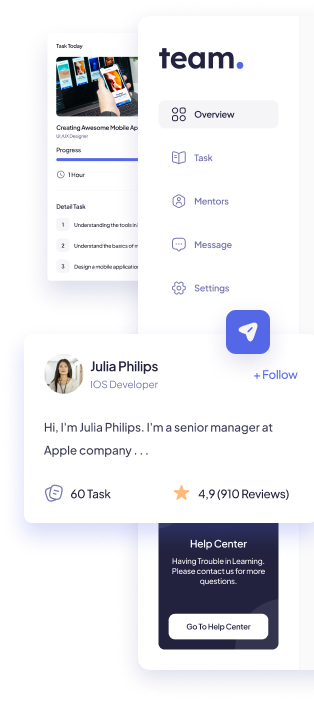 Task Today
Creating Awesome Mobile Ap
UI UX Designer
Progress
1 Hour
Detail Task
1 Understanding the tools in
2 Understand the basics of m
3 Design a mobile application
team.
Overview
Task
Mentors
Message
Settings
Julia Philips
IOS Developer
+ Follow
Hi, I'm Julia Philips. I'm a senior manager at
Apple company . . .
60 Task
4,9 (910 Reviews)
Help Center
Having Trouble in Learning.
Please contact us for more
questions.
Go To Help Center